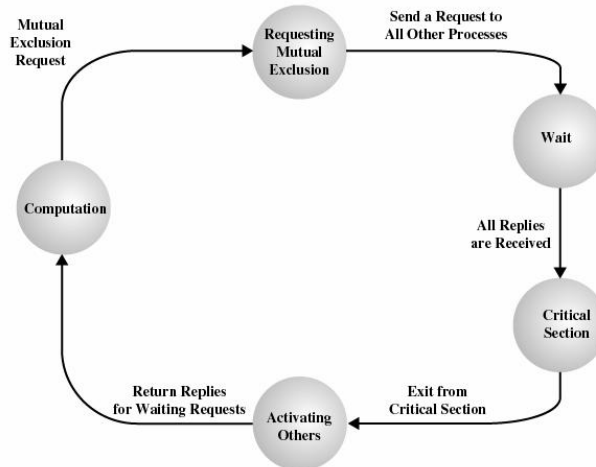 Mutual
Exclusion
Request
Requesting
Mutual
Exclusion
Send a Request to
All Other Processes
Wait
Computation
All Replies
are Received
Critical
Section
Return Replies
for Waiting Requests
Activating
Others
Exit from
Critical Section